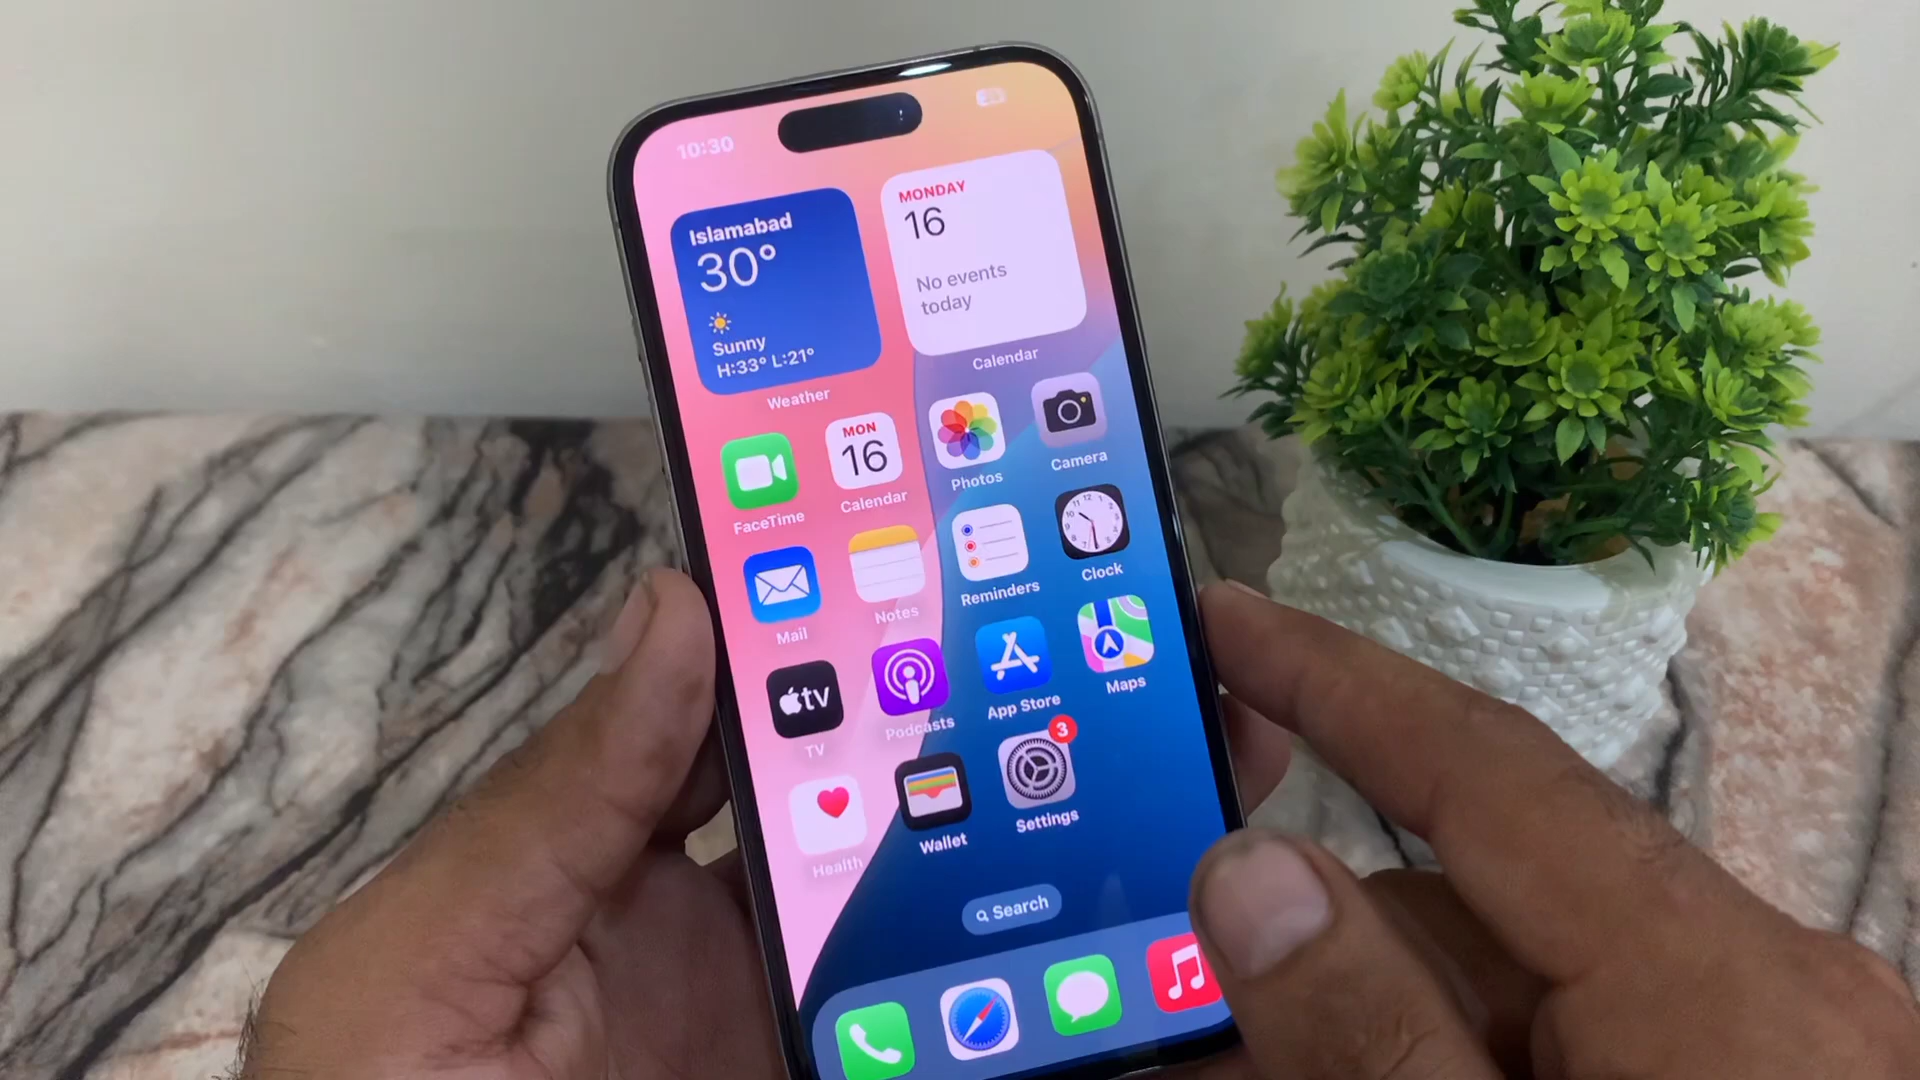 10:30
Islamabad
30°
Sunny
H:33° L:21°
Weather
MONDAY
16
No events
today
Calendar
FaceTime
MON
16
Calendar
Photos
Camera
Mail
Notes
Reminders
Clock
tv
TV
Podcasts
App Store
Maps
Health
Wallet
3
Settings
Search